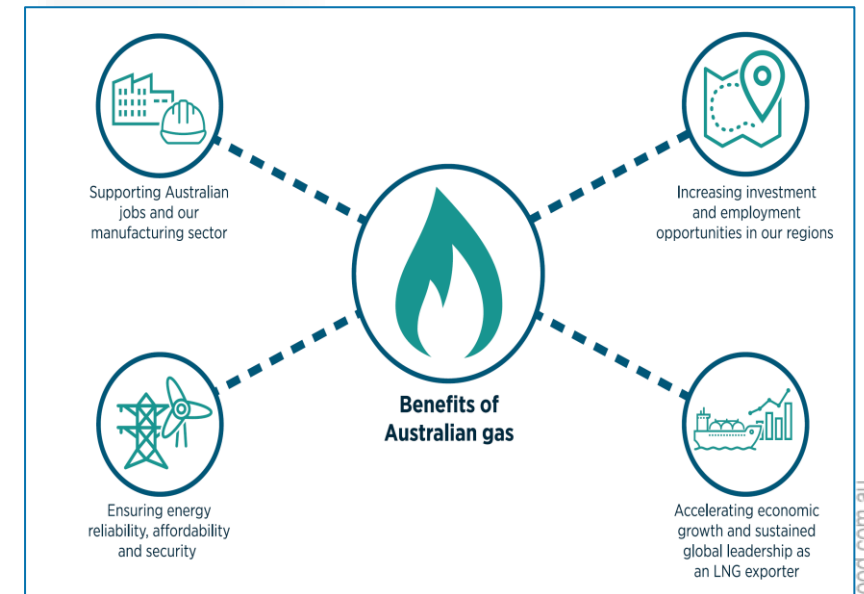 Supporting Australian
jobs and our
manufacturing sector
Increasing investment
and employment
opportunities in our regions
Benefits of
Australian gas
Ensuring energy
reliability, affordability
and security
Accelerating economic
growth and sustained
global leadership as
an LNG exporter